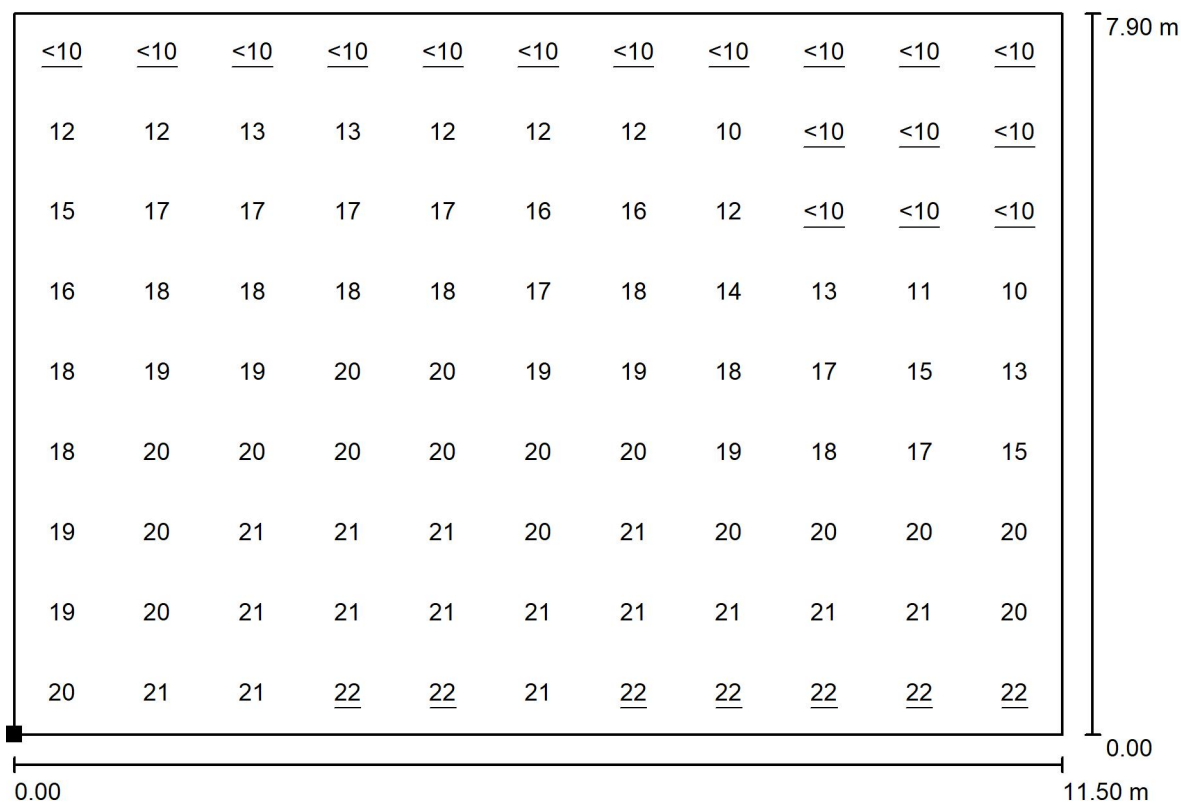 <10 <10 <10 <10 <10 <10 <10 <10 <10 <10 <10 7.90 m
12 12 13 13 12 12 12 10 <10 <10 <10
15 17 17 17 17 16 16 12 <10 <10 <10
16 18 18 18 18 17 18 14 13 11 10
18 19 19 20 20 19 19 18 17 15 13
18 20 20 20 20 20 20 19 18 17 15
19 20 21 21 21 20 21 20 20 20 20
19 20 21 21 21 21 21 21 21 21 20
20 21 21 22 22 21 22 22 22 22 22
0.00
0.00 11.50 m